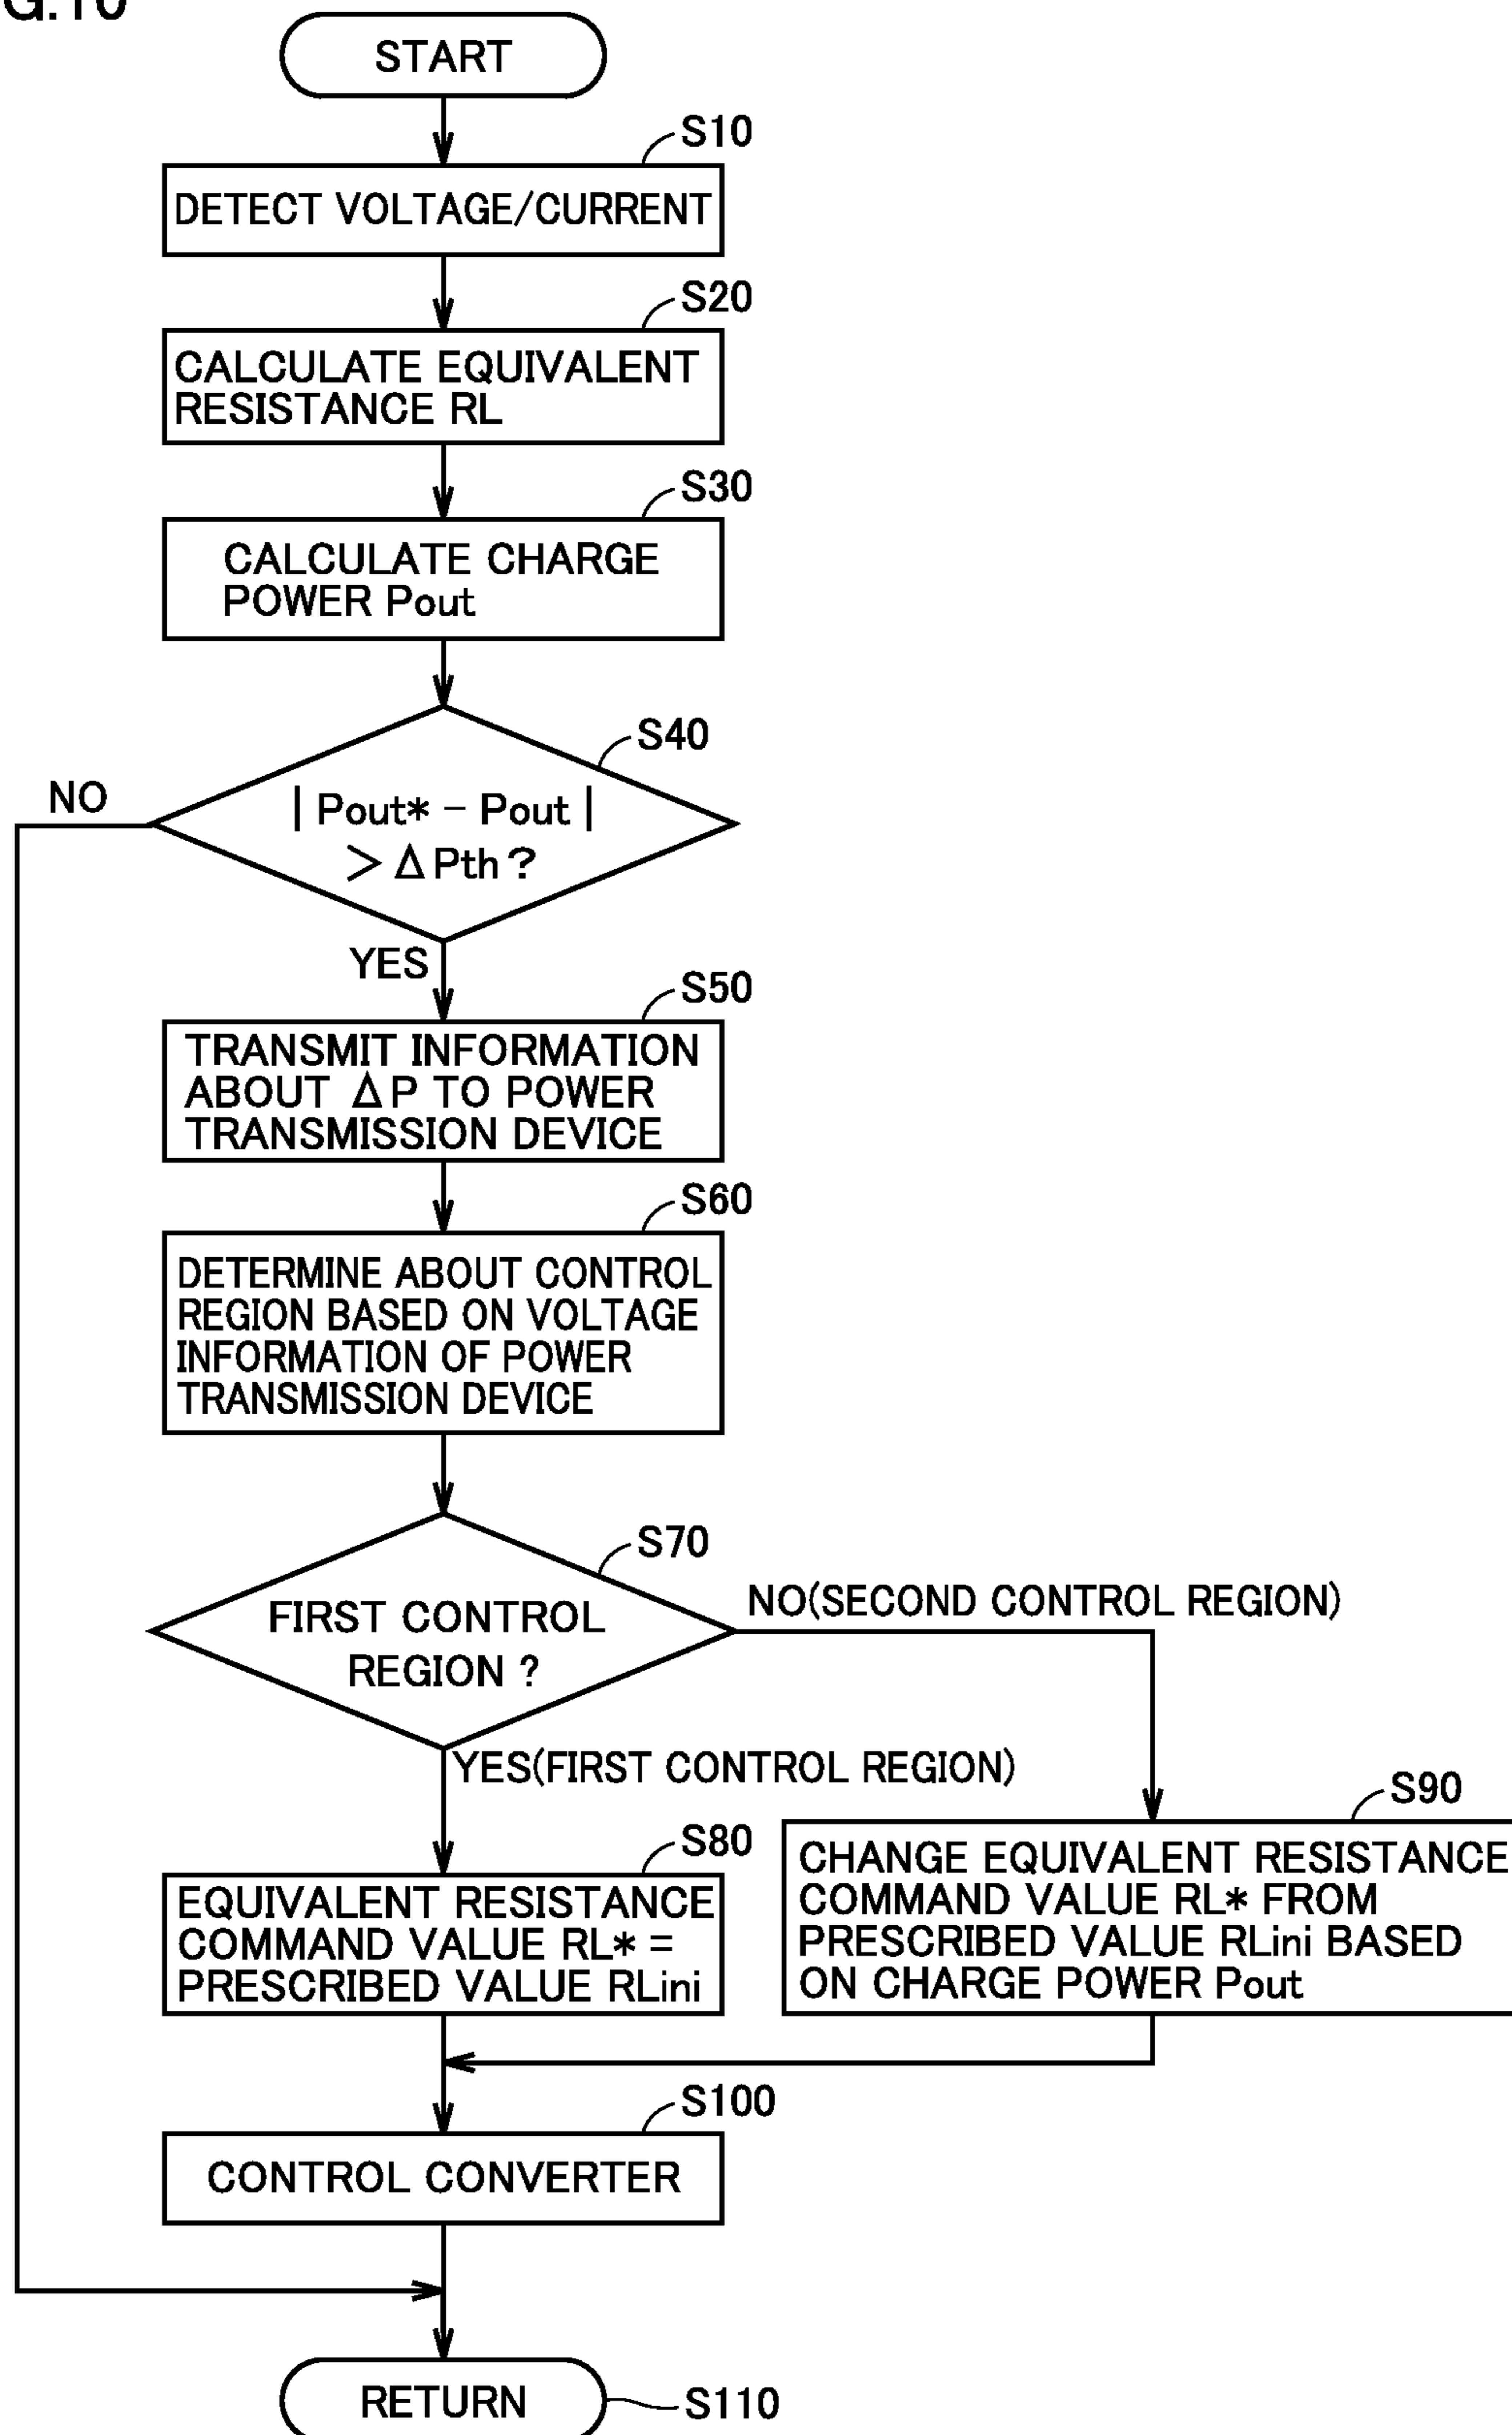 G.10
START
S10
DETECT VOLTAGE/CURRENT
S20
CALCULATE EQUIVALENT
RESISTANCE RL
S30
CALCULATE CHARGE
POWER Pout
S40
NO
| Pout* − Pout |
> Δ Pth ?
YES
S50
TRANSMIT INFORMATION
ABOUT ΔP TO POWER
TRANSMISSION DEVICE
S60
DETERMINE ABOUT CONTROL
REGION BASED ON VOLTAGE
INFORMATION OF POWER
TRANSMISSION DEVICE
S70
NO(SECOND CONTROL REGION)
FIRST CONTROL
REGION ?
YES(FIRST CONTROL REGION)
S80
EQUIVALENT RESISTANCE
COMMAND VALUE RL* =
PRESCRIBED VALUE RLini
S90
CHANGE EQUIVALENT RESISTANCE
COMMAND VALUE RL* FROM
PRESCRIBED VALUE RLini BASED
ON CHARGE POWER Pout
S100
CONTROL CONVERTER
RETURN
S110